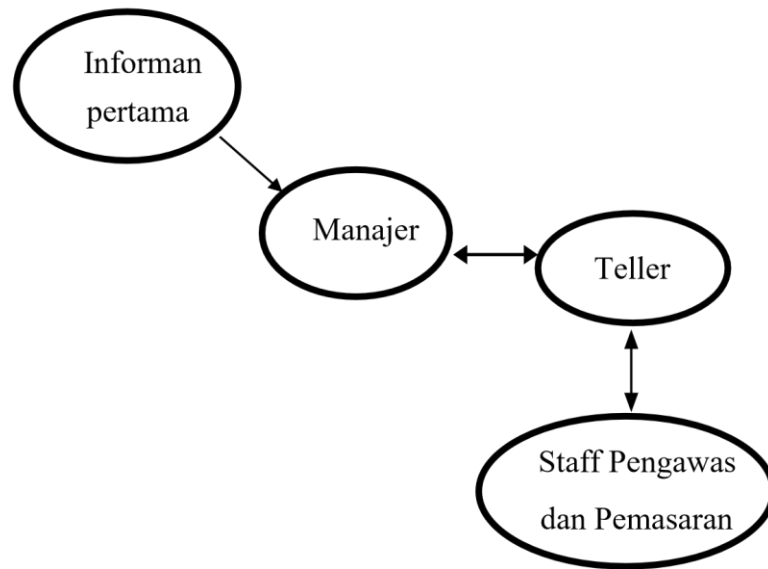 Informan
pertama
Manajer
Teller
Staff Pengawas
dan Pemasaran